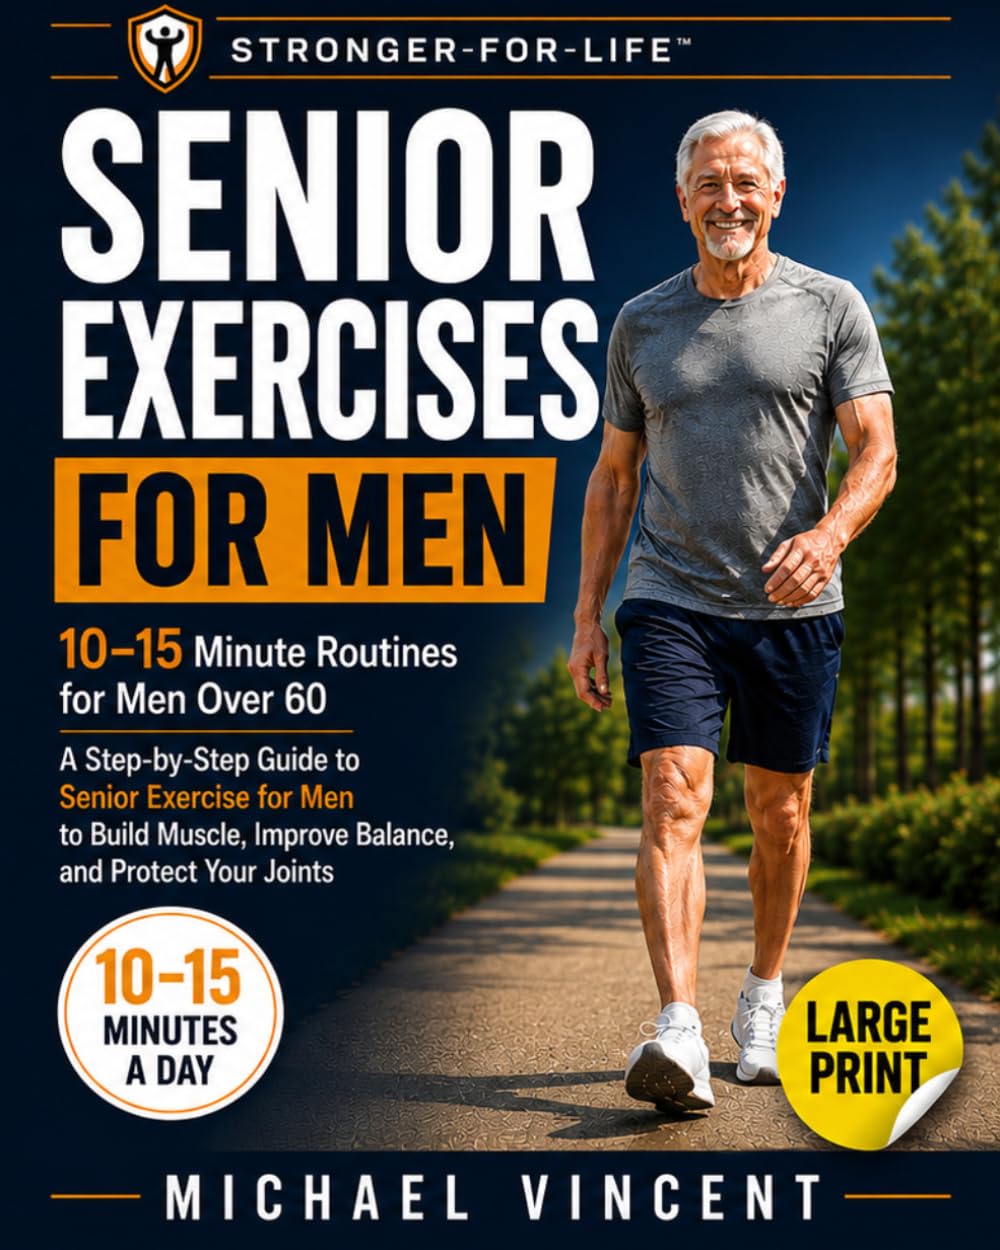 STRONGER-FOR-LIFE™
SENIOR
EXERCISES
FOR MEN
10–15 Minute Routines
for Men Over 60
A Step-by-Step Guide to
Senior Exercise for Men
to Build Muscle, Improve Balance,
and Protect Your Joints
10–15
MINUTES
A DAY
LARGE
PRINT
MICHAEL VINCENT